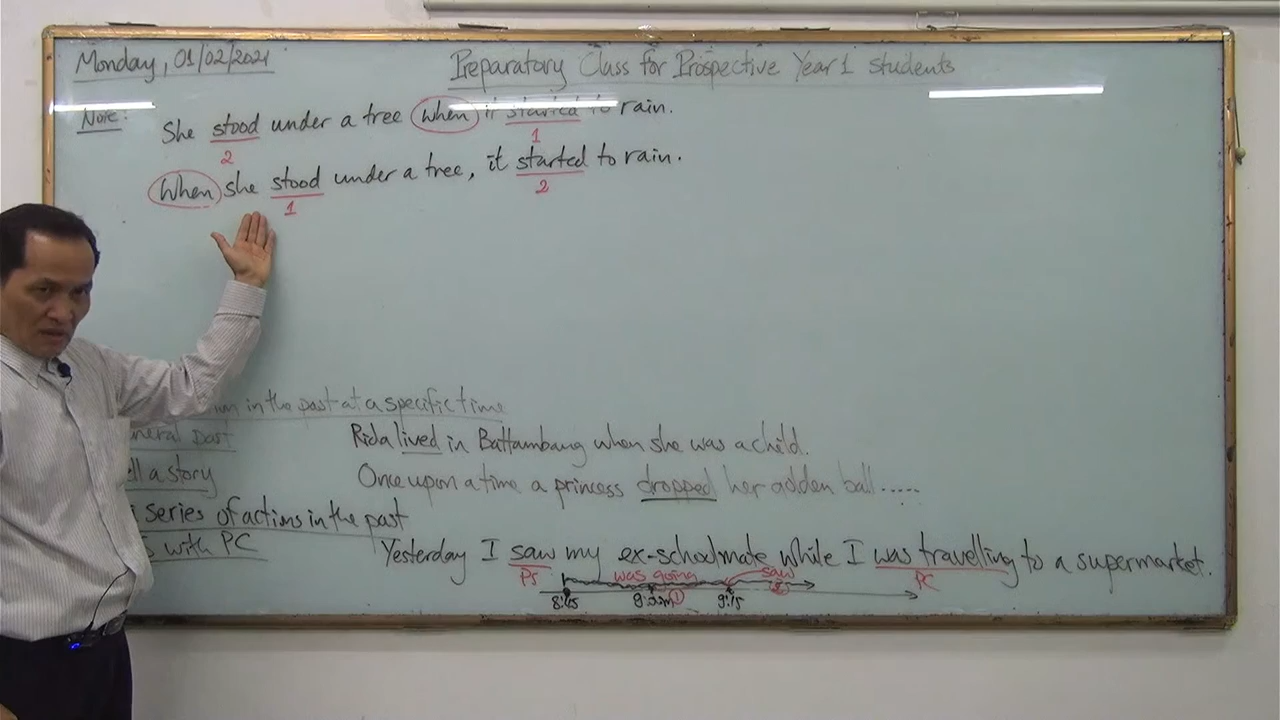 Monday, 01/02/2021
Preparatory Class for Prospective Year 1 Students
Note:
She stood under a tree when it started to rain.
2 1
When she stood under a tree, it started to rain.
1 2
in the past at a specific time
past
Rida lived in Battambang when she was a child.
a story
Once upon a time a princess dropped her golden ball.....
series of actions in the past
with PC
Yesterday I saw my ex-schoolmate while I was travelling to a supermarket.
PS was going saw PC
8:15 1 9:15 2